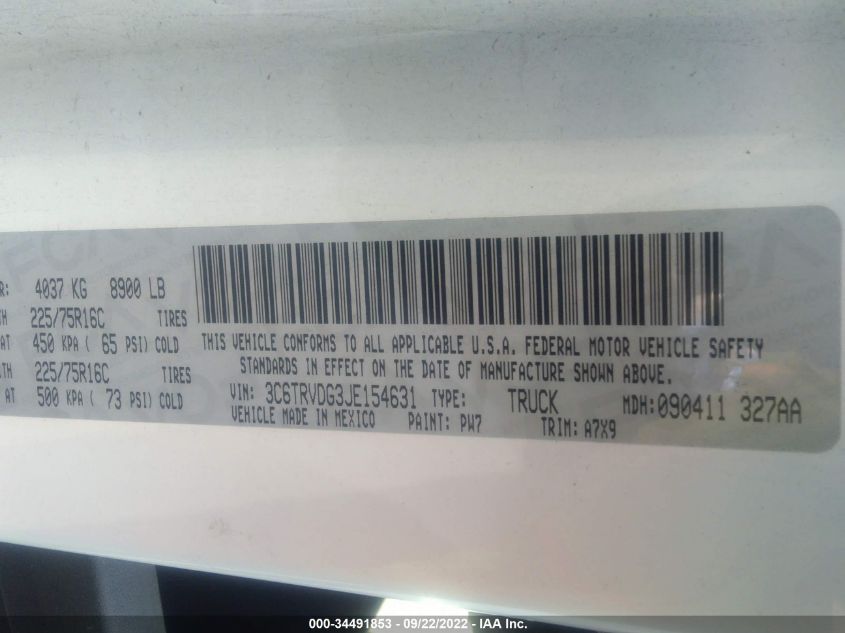 R: 4037 KG 8900 LB
TH 225/75R16C TIRES
AT 450 KPA ( 65 PSI) COLD
TH 225/75R16C TIRES
AT 500 KPA ( 73 PSI) COLD
THIS VEHICLE CONFORMS TO ALL APPLICABLE U.S.A. FEDERAL MOTOR VEHICLE SAFETY
STANDARDS IN EFFECT ON THE DATE OF MANUFACTURE SHOWN ABOVE.
VIN: 3C6TRVDG3JE154631 TYPE: TRUCK MDH:090411 327AA
VEHICLE MADE IN MEXICO PAINT: PW7 TRIM: A7X9
000-34491853 - 09/22/2022 - IAA Inc.